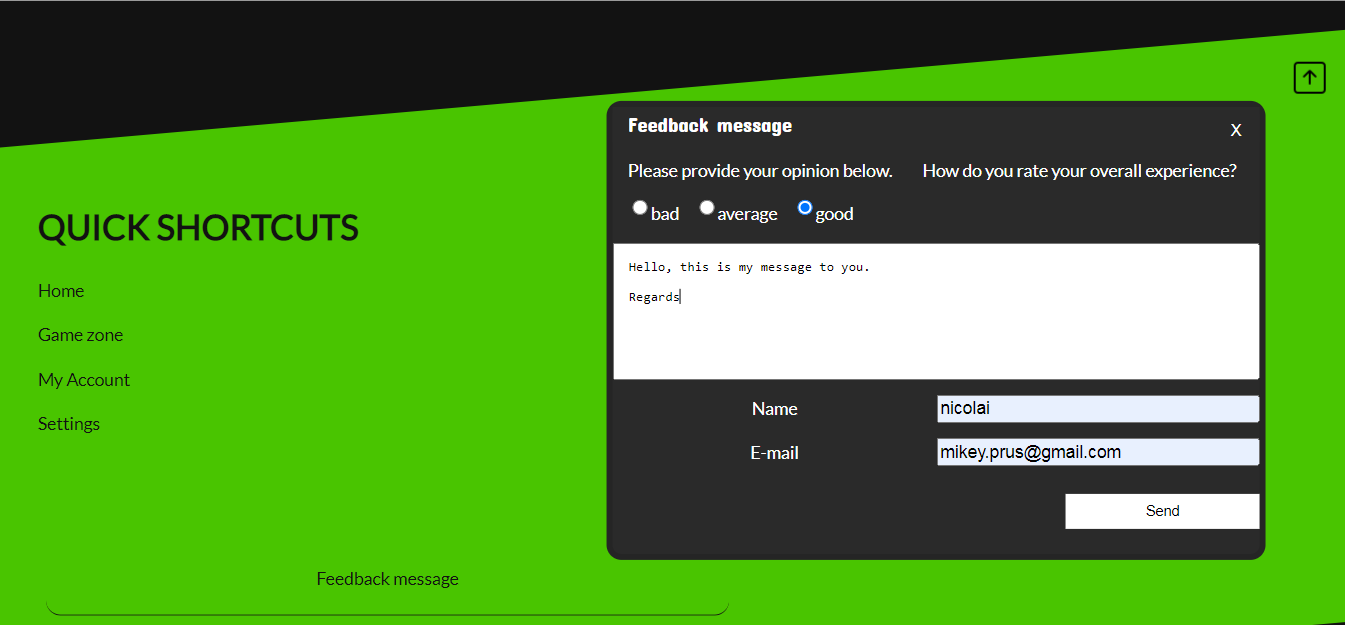 Feedback message
X
Please provide your opinion below. How do you rate your overall experience?
bad average good
Hello, this is my message to you.
Regards
Name nicolai
E-mail mikey.prus@gmail.com
Send
QUICK SHORTCUTS
Home
Game zone
My Account
Settings
Feedback message